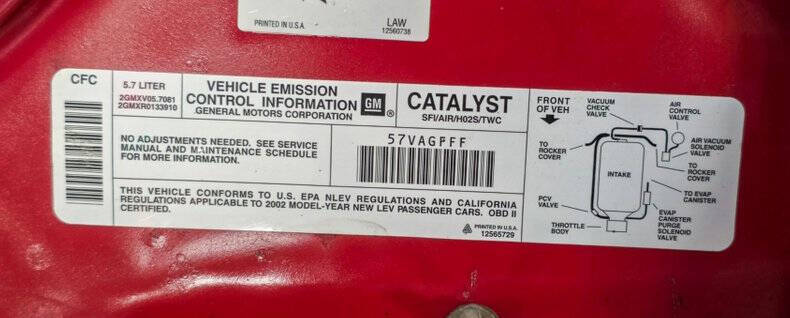 PRINTED IN U.S.A.
LAW
12560738
CFC
5.7 LITER
2GMXV05.7081
2GMXR0133910
VEHICLE EMISSION
CONTROL INFORMATION
GENERAL MOTORS CORPORATION
GM
CATALYST
SFI/AIR/H02S/TWC
NO ADJUSTMENTS NEEDED. SEE SERVICE
MANUAL AND MAINTENANCE SCHEDULE
FOR MORE INFORMATION.
57VAGPFF
THIS VEHICLE CONFORMS TO U.S. EPA NLEV REGULATIONS AND CALIFORNIA
REGULATIONS APPLICABLE TO 2002 MODEL-YEAR NEW LEV PASSENGER CARS. OBD II
CERTIFIED.
PRINTED IN U.S.A.
12565729
FRONT
OF VEH
VACUUM
CHECK
VALVE
AIR
CONTROL
VALVE
AIR VACUUM
SOLENOID
VALVE
TO ROCKER
COVER
TO
ROCKER
COVER
INTAKE
TO EVAP
CANISTER
PCV
VALVE
THROTTLE
BODY
EVAP
CANISTER
PURGE
SOLENOID
VALVE